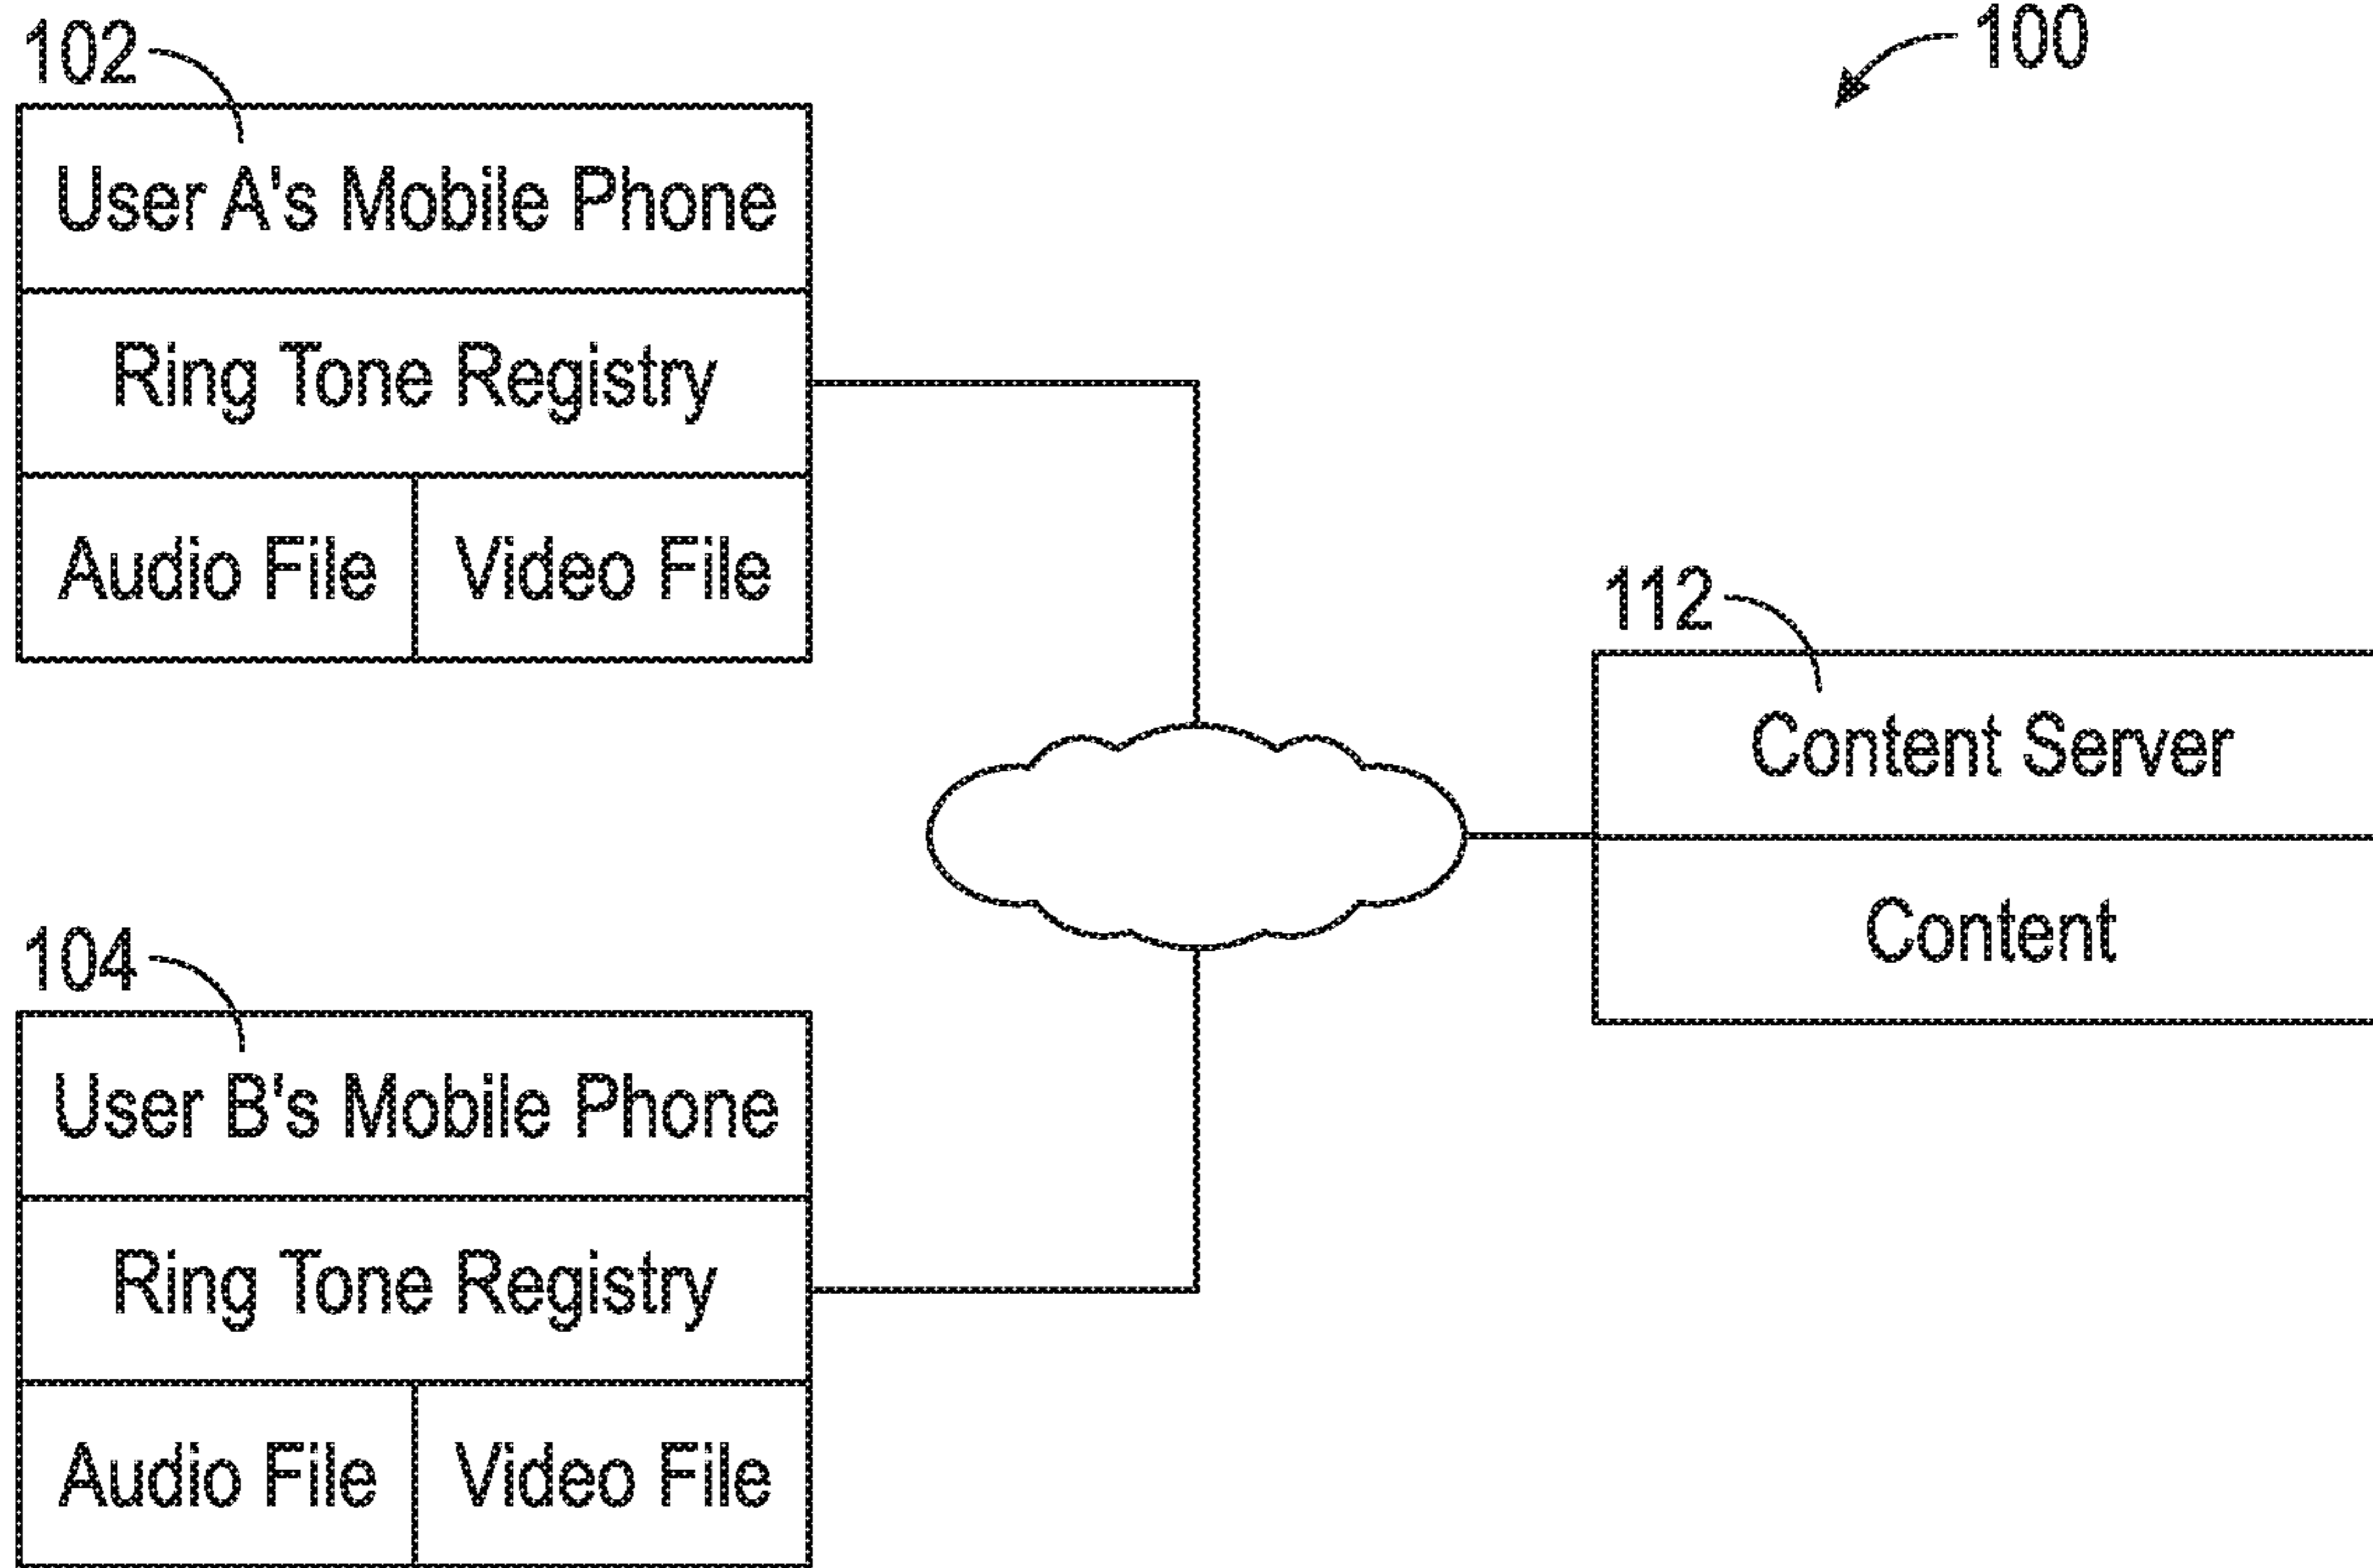 102
100
User A's Mobile Phone
Ring Tone Registry
Audio File
Video File
112
Content Server
Content
104
User B's Mobile Phone
Ring Tone Registry
Audio File
Video File